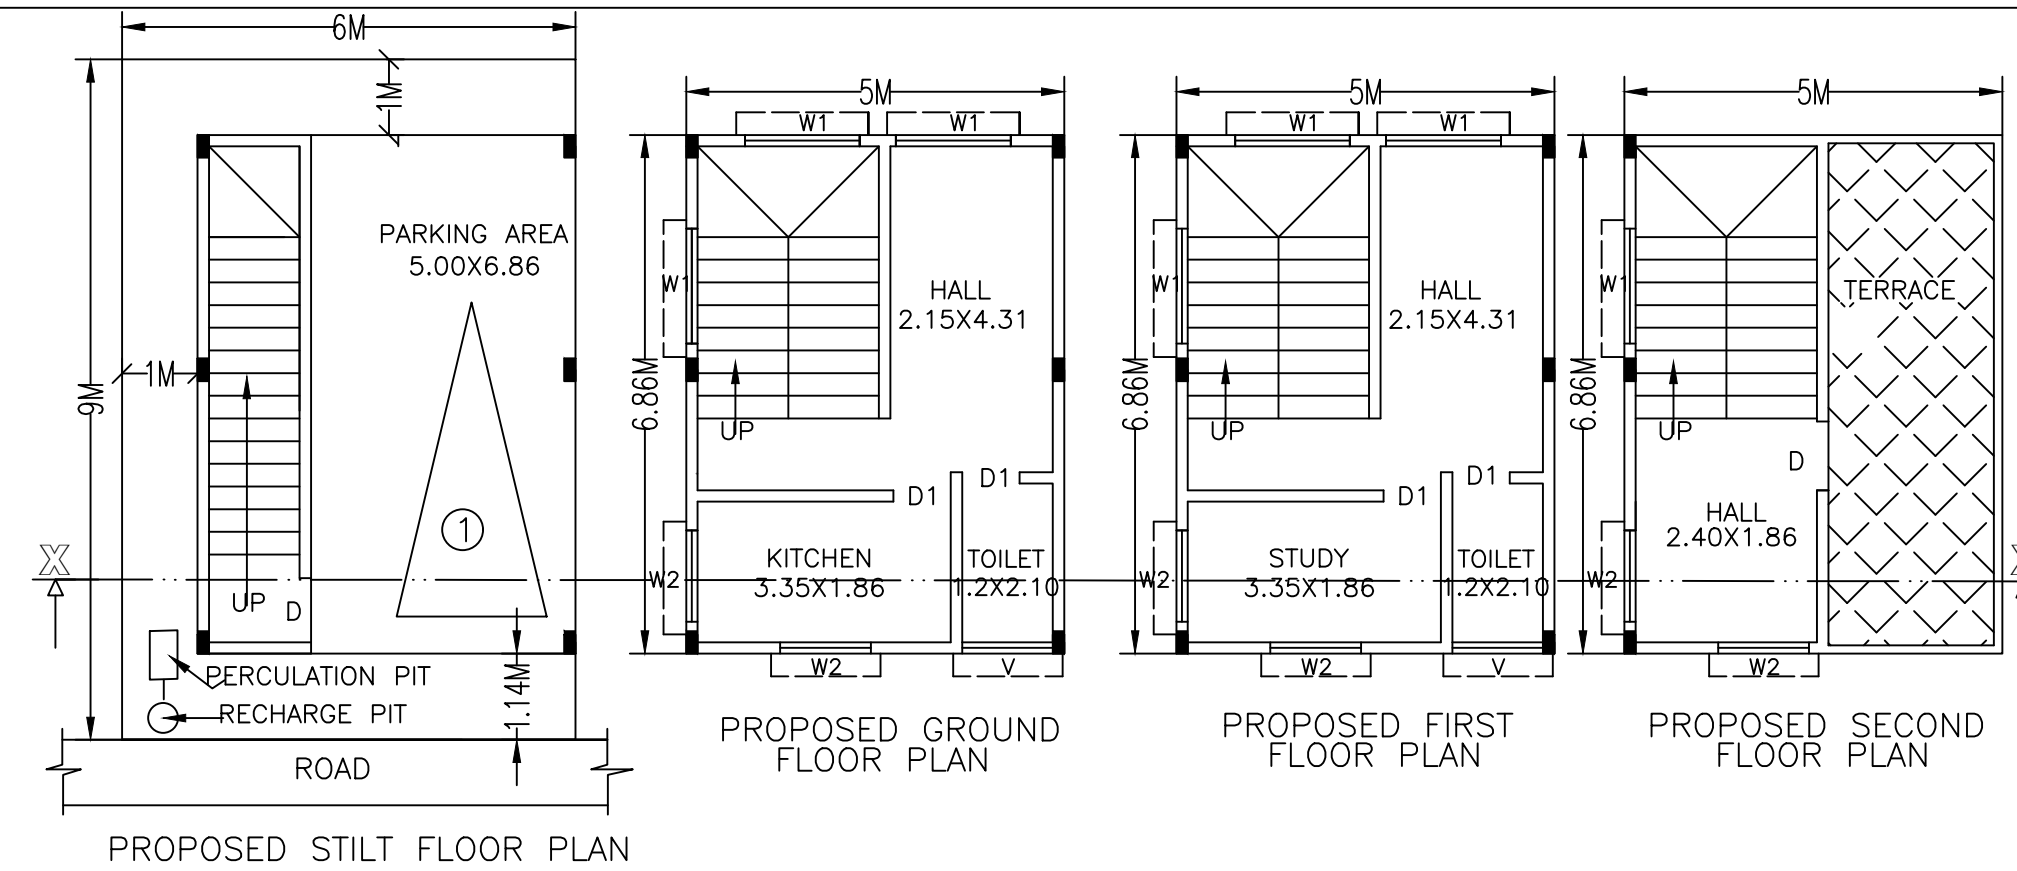 6M
1M
9M
1M
PARKING AREA
5.00X6.86
1
UP
D
X
PERCULATION PIT
RECHARGE PIT
1.14M
ROAD
PROPOSED STILT FLOOR PLAN
5M
W1
W1
W1
6.86M
HALL
2.15X4.31
UP
D1
D1
KITCHEN
3.35X1.86
TOILET
1.2X2.10
W2
W2
V
PROPOSED GROUND
FLOOR PLAN
5M
W1
W1
W1
6.86M
HALL
2.15X4.31
UP
D1
D1
STUDY
3.35X1.86
TOILET
1.2X2.10
W2
W2
V
PROPOSED FIRST
FLOOR PLAN
5M
W1
6.86M
TERRACE
UP
D
HALL
2.40X1.86
W2
W2
PROPOSED SECOND
FLOOR PLAN